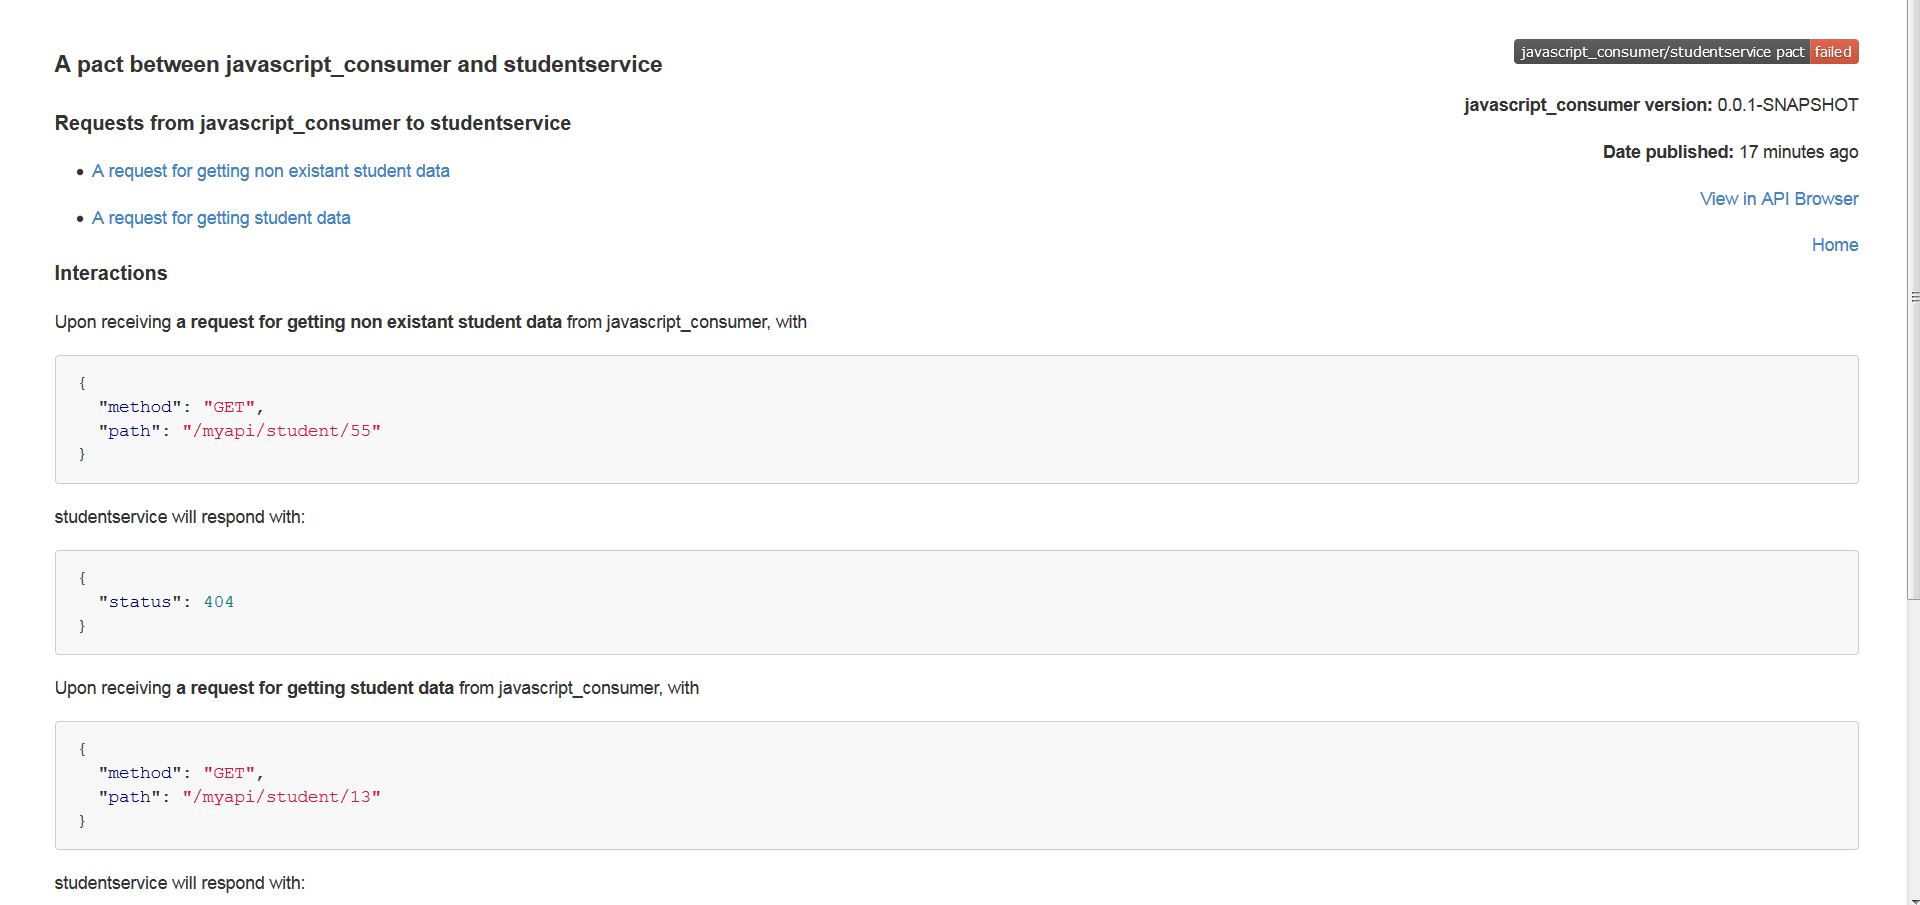 A pact between javascript_consumer and studentservice
javascript_consumer/studentservice pact failed
javascript_consumer version: 0.0.1-SNAPSHOT
Date published: 17 minutes ago
View in API Browser
Home
Requests from javascript_consumer to studentservice
• A request for getting non existant student data
• A request for getting student data
Interactions
Upon receiving a request for getting non existant student data from javascript_consumer, with
{
  "method": "GET",
  "path": "/myapi/student/55"
}
studentservice will respond with:
{
  "status": 404
}
Upon receiving a request for getting student data from javascript_consumer, with
{
  "method": "GET",
  "path": "/myapi/student/13"
}
studentservice will respond with: